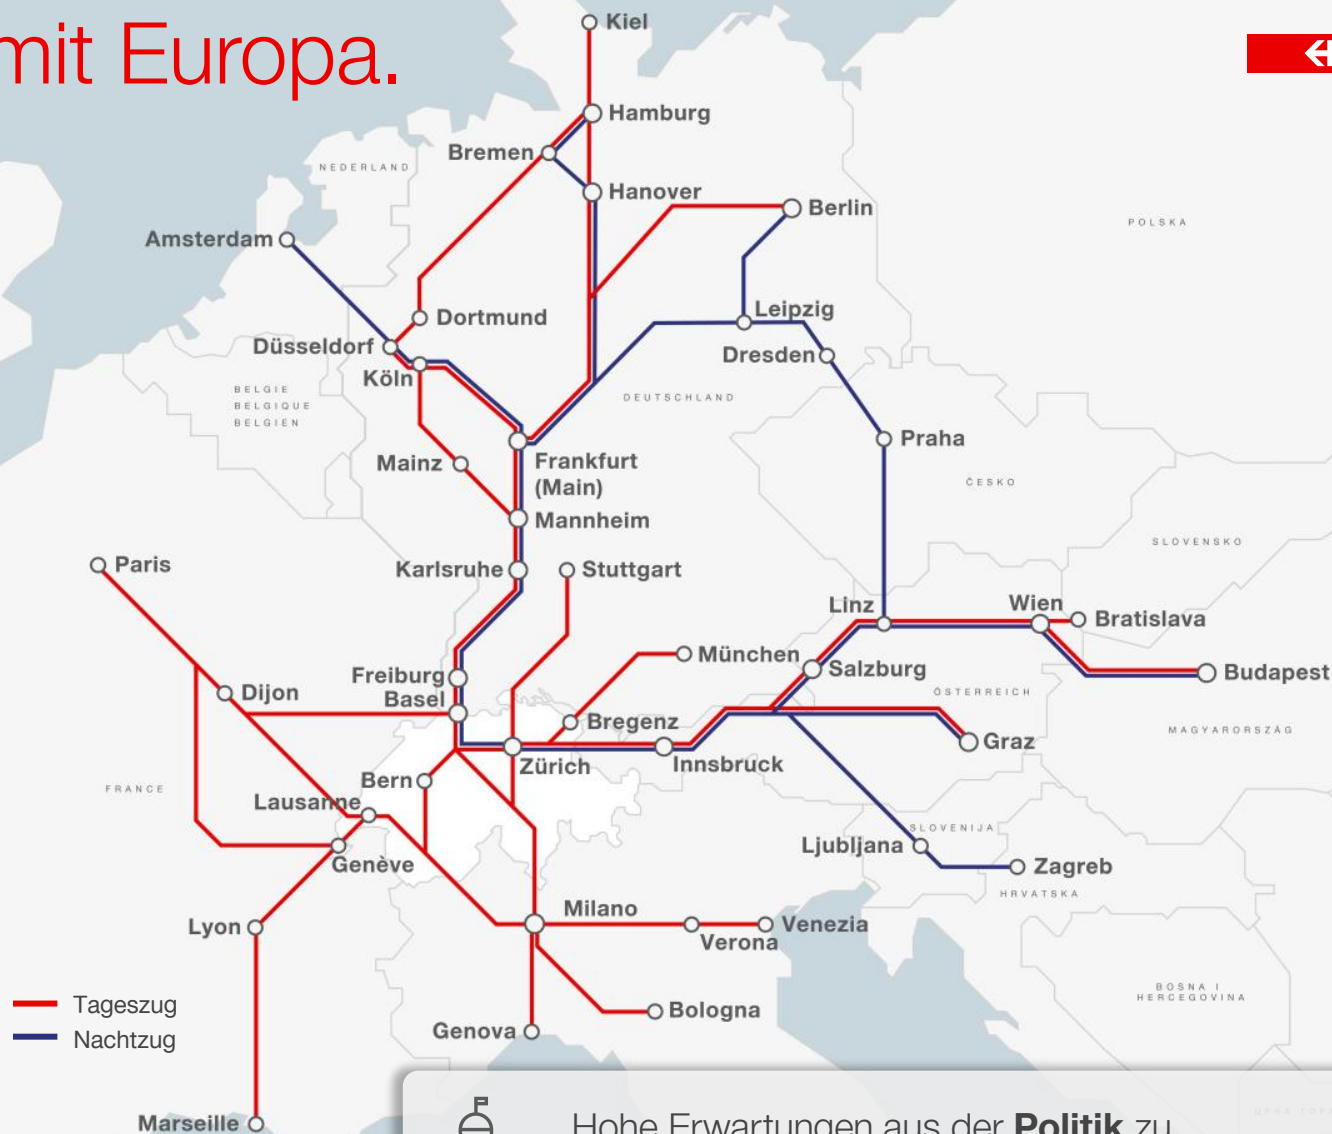 mit Europa.
Kiel
Hamburg
Bremen
NEDERLAND
Hanover
Berlin
POLSKA
Amsterdam
Leipzig
Dortmund
Düsseldorf
Dresden
Köln
BELGIE
BELGIQUE
BELGIEN
DEUTSCHLAND
Praha
Mainz
Frankfurt
(Main)
ČESKO
Mannheim
SLOVENSKO
Paris
Karlsruhe
Stuttgart
Linz
Wien
Bratislava
München
Salzburg
Freiburg
Budapest
Dijon
Basel
ÖSTERREICH
Bregenz
MAGYARORSZÁG
Graz
Zürich
Innsbruck
Bern
FRANCE
Lausanne
SLOVENIJA
Ljubljana
Genève
Zagreb
HRVATSKA
Milano
Lyon
Venezia
Verona
BOSNA I
HERCEGOVINA
Tageszug
Bologna
Genova
Nachtzug
Marseille
Hohe Erwartungen aus der Politik zu